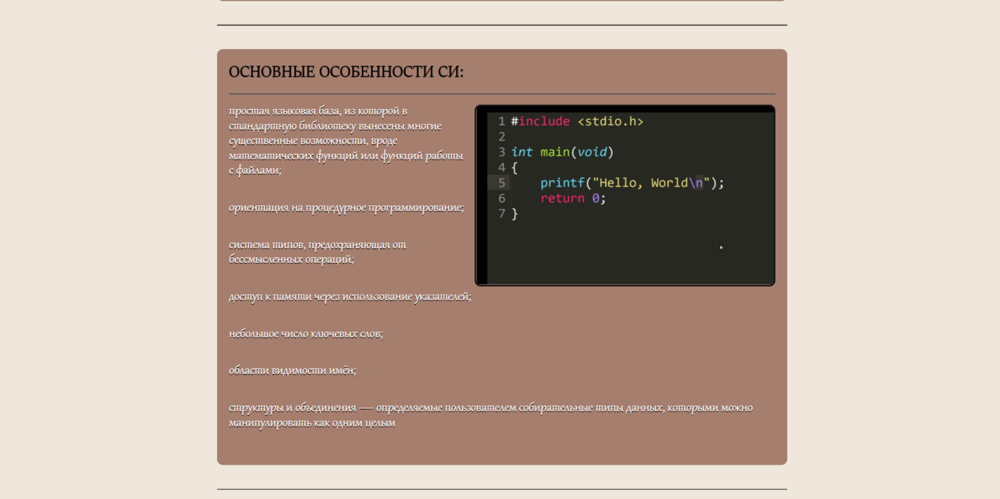 ОСНОВНЫЕ ОСОБЕННОСТИ СИ:
простая языковая база, из которой в
стандартную библиотеку вынесены многие
существенные возможности, вроде
математических функций или функций работы
с файлами;
ориентация на процедурное программирование;
система типов, предохраняющая от
бессмысленных операций;
доступ к памяти через использование указателей;
небольшое число ключевых слов;
области видимости имён;
структуры и объединения — определяемые пользователем собирательные типы данных, которыми можно
манипулировать как одним целым
1 #include <stdio.h>
2
3 int main(void)
4 {
5     printf("Hello, World\n");
6     return 0;
7 }